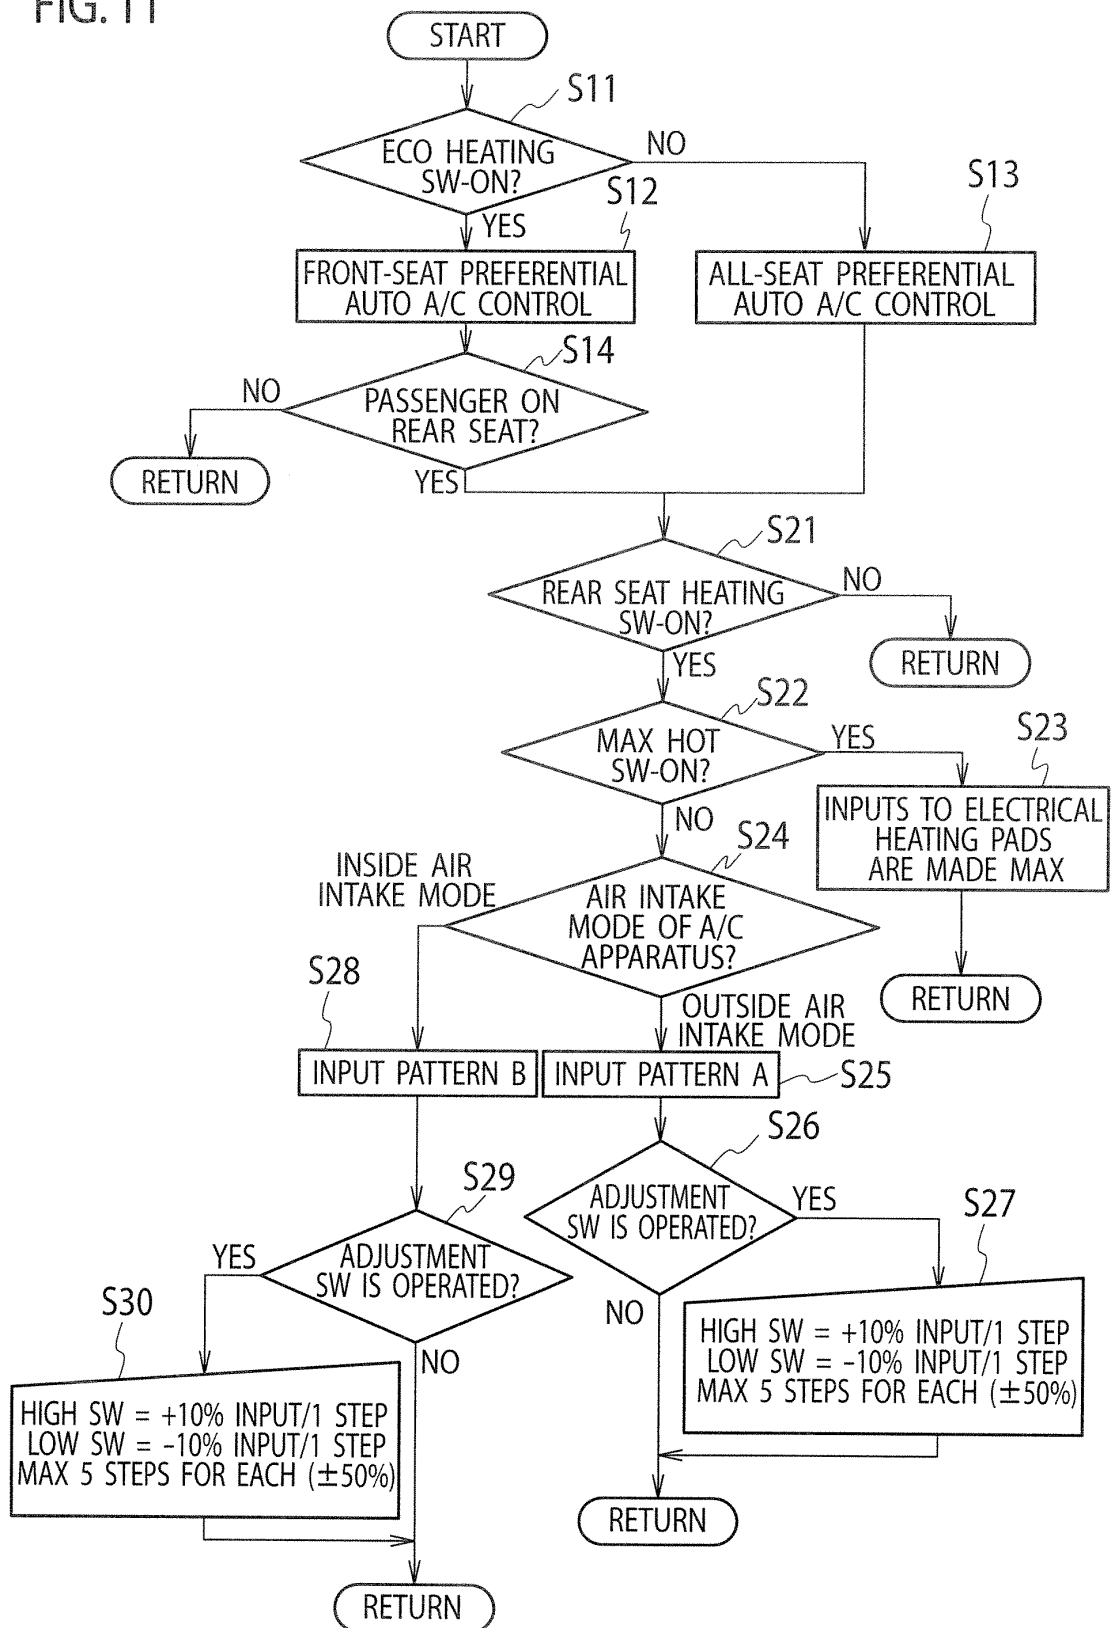 FIG. 11
START
S11
ECO HEATING
SW-ON?
NO
YES
S12
FRONT-SEAT PREFERENTIAL
AUTO A/C CONTROL
S13
ALL-SEAT PREFERENTIAL
AUTO A/C CONTROL
S14
PASSENGER ON
REAR SEAT?
NO
RETURN
YES
S21
REAR SEAT HEATING
SW-ON?
NO
RETURN
YES
S22
MAX HOT
SW-ON?
YES
S23
INPUTS TO ELECTRICAL
HEATING PADS
ARE MADE MAX
RETURN
NO
S24
AIR INTAKE
MODE OF A/C
APPARATUS?
INSIDE AIR
INTAKE MODE
OUTSIDE AIR
INTAKE MODE
S28
INPUT PATTERN B
INPUT PATTERN A
S25
S26
ADJUSTMENT
SW IS OPERATED?
YES
S27
HIGH SW = +10% INPUT/1 STEP
LOW SW = -10% INPUT/1 STEP
MAX 5 STEPS FOR EACH (±50%)
NO
RETURN
S29
ADJUSTMENT
SW IS OPERATED?
YES
S30
HIGH SW = +10% INPUT/1 STEP
LOW SW = -10% INPUT/1 STEP
MAX 5 STEPS FOR EACH (±50%)
NO
RETURN